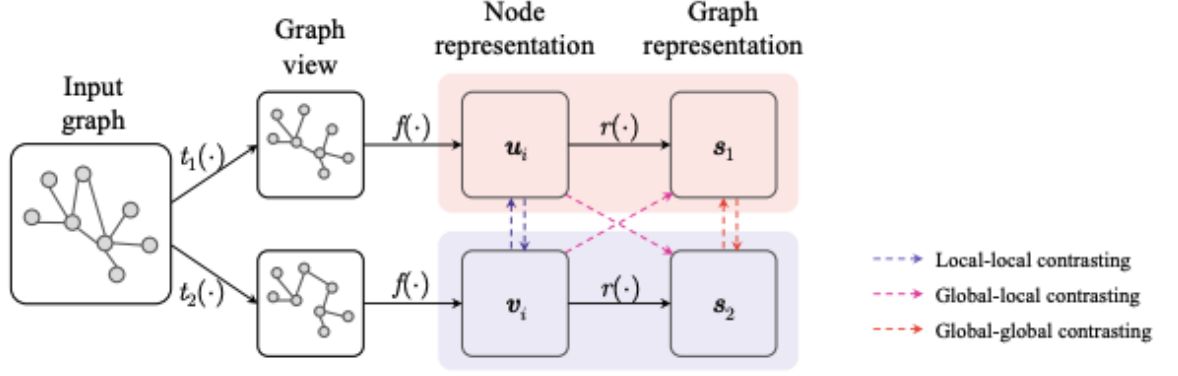 Input
graph
Graph
view
Node
representation
Graph
representation
t₁(·)
t₂(·)
f(·)
f(·)
uᵢ
vᵢ
r(·)
r(·)
s₁
s₂
Local-local contrasting
Global-local contrasting
Global-global contrasting